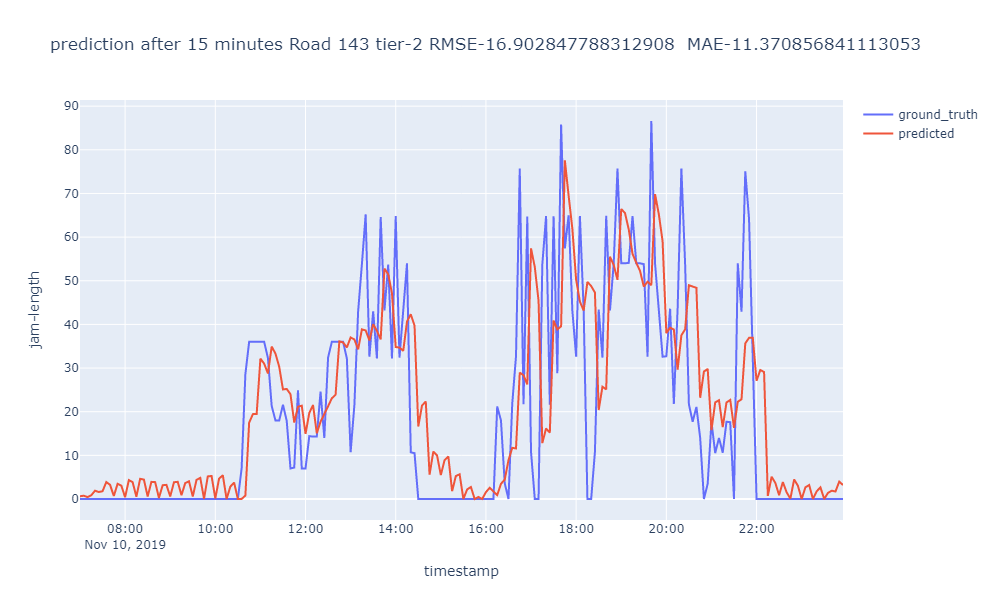 prediction after 15 minutes Road 143 tier-2 RMSE-16.902847788312908  MAE-11.370856841113053
ground_truth
predicted
90
80
70
60
50
40
30
20
10
0
jam-length
08:00 10:00 12:00 14:00 16:00 18:00 20:00 22:00
Nov 10, 2019
timestamp